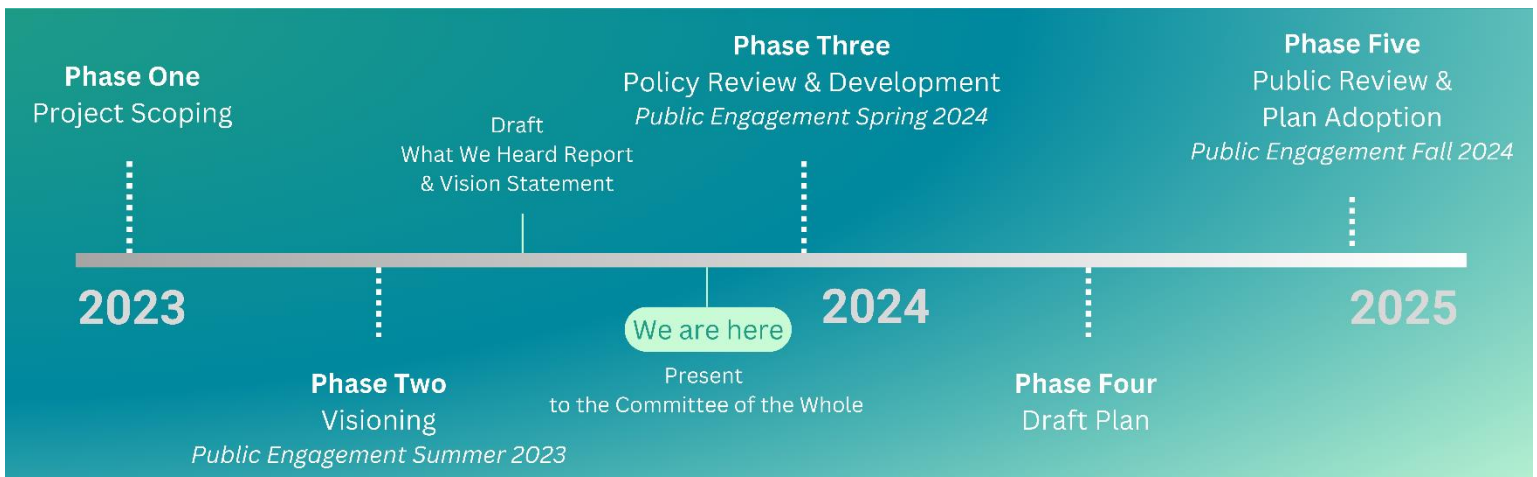 Phase One
Project Scoping
Draft
What We Heard Report
& Vision Statement
Phase Three
Policy Review & Development
Public Engagement Spring 2024
Phase Five
Public Review &
Plan Adoption
Public Engagement Fall 2024
2023
2024
2025
Phase Two
Visioning
Public Engagement Summer 2023
We are here
Present
to the Committee of the Whole
Phase Four
Draft Plan